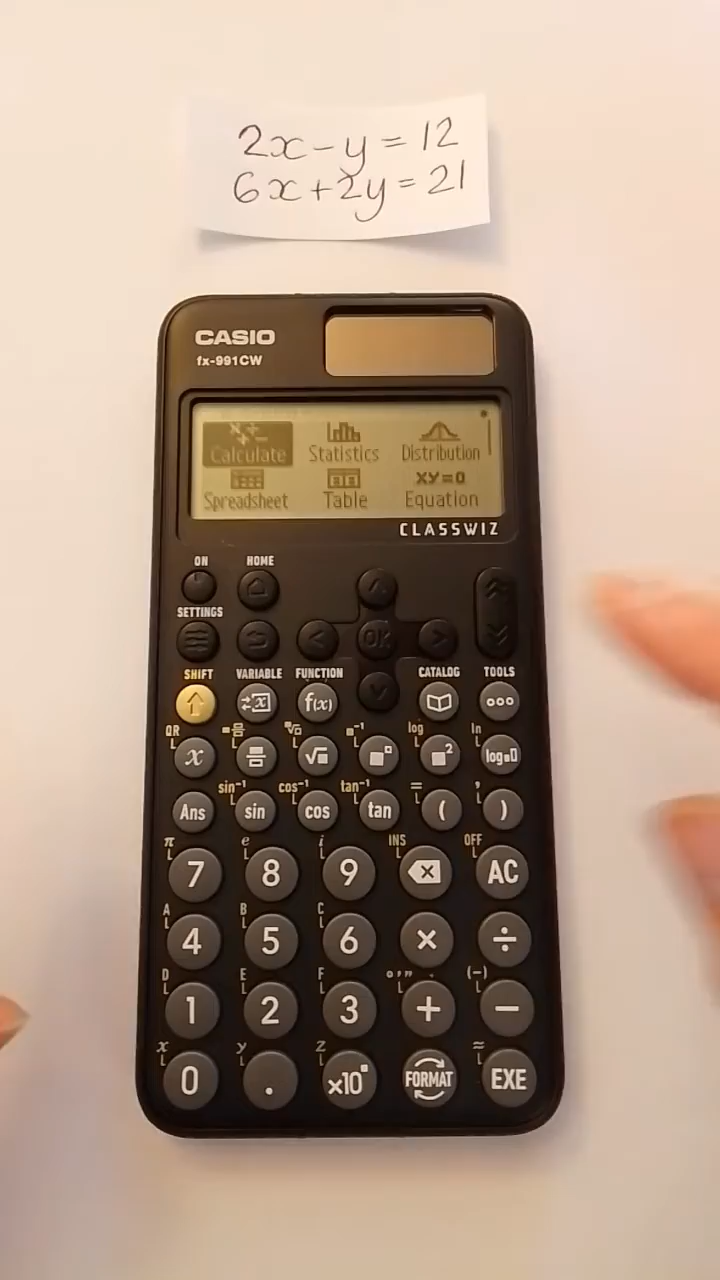 2x-y=12
6x+2y=21
CASIO
fx-991CW
Calculate Statistics Distribution
XY=0
Spreadsheet Table Equation
CLASSWIZ
ON HOME
SETTINGS
OK
SHIFT VARIABLE FUNCTION CATALOG TOOLS
x f(x)
QR log ln
x log
sin⁻¹ cos⁻¹ tan⁻¹ = ,
Ans sin cos tan ( )
π e i INS OFF
7 8 9 AC
A B C
4 5 6 × ÷
D E F (-)
1 2 3 + −
x y z ≈
0 . ×10 FORMAT EXE